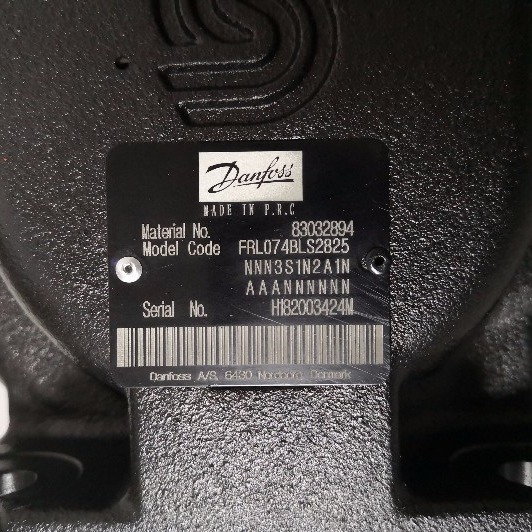 Danfoss
MADE IN P.R.C
Material No. 83032894
Model Code FRL074BLS2825
NNN3S1N2A1N
AAANNNNNNN
Serial No. H182003424M
Danfoss A/S, 6430 Nordborg, Denmark